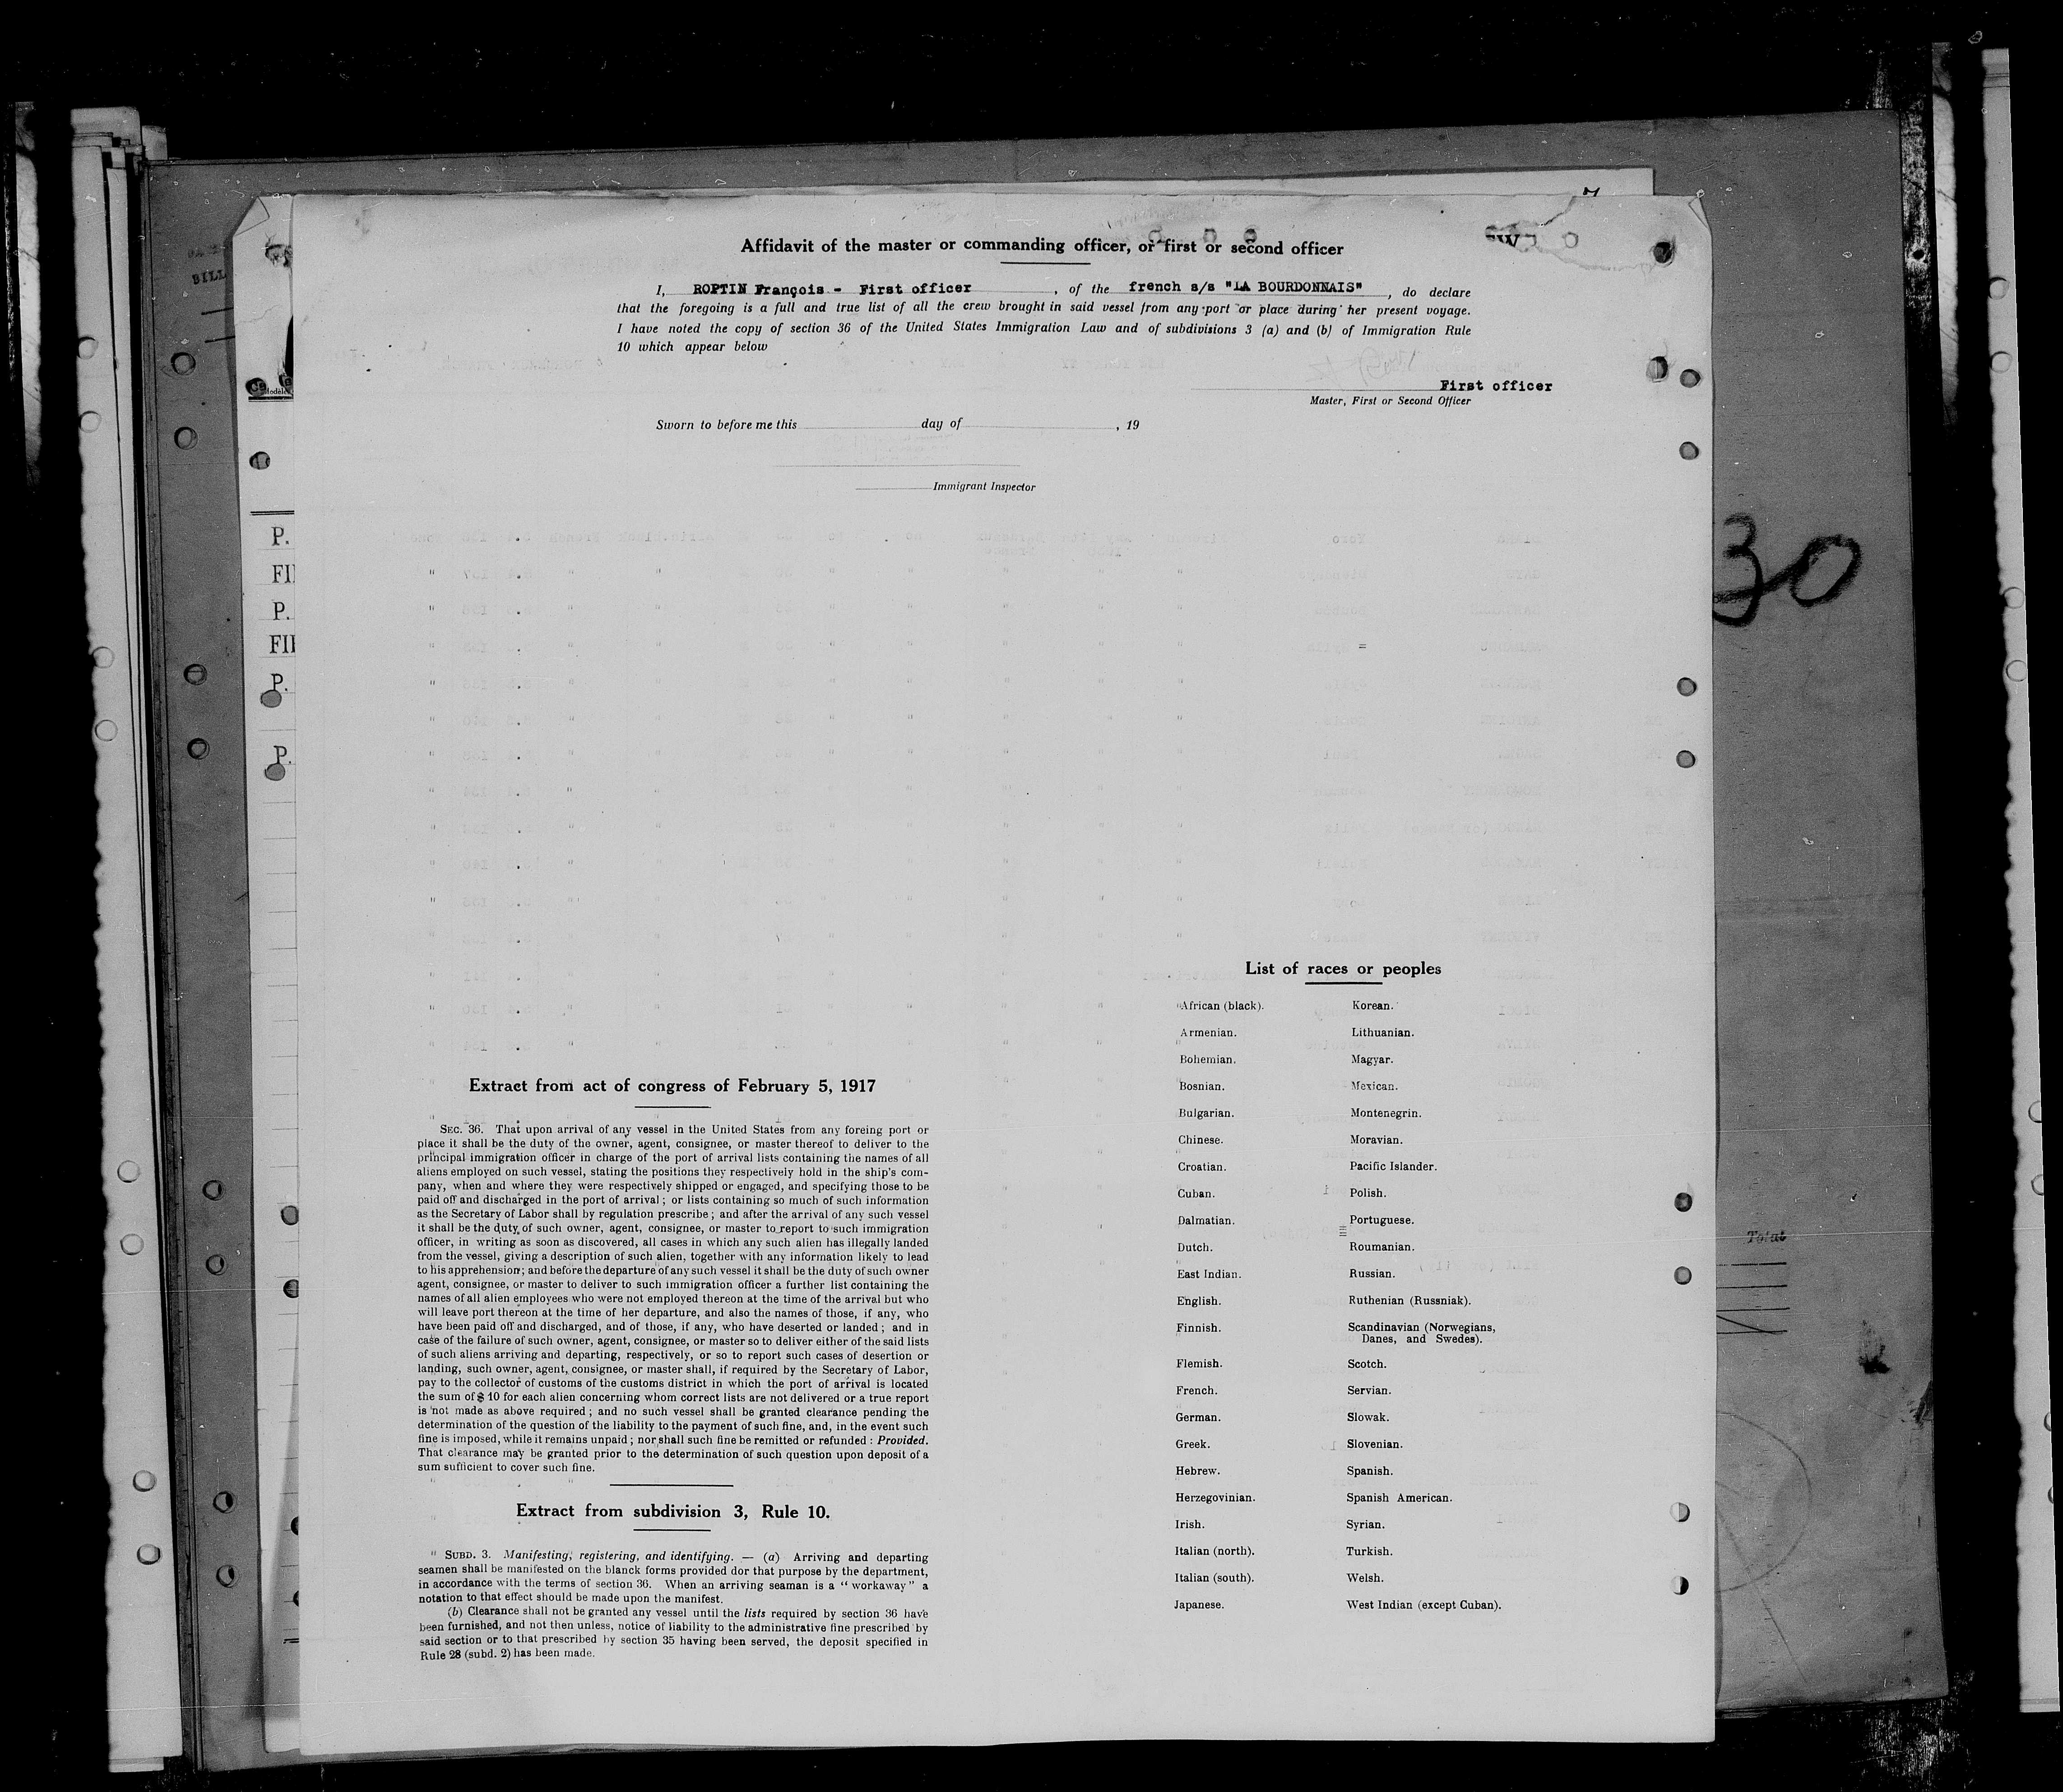 Affidavit of the master or commanding officer, or first or second officer
I, ROPTIN François - First officer , of the french s/s "LA BOURDONNAIS" , do declare
that the foregoing is a full and true list of all the crew brought in said vessel from any port or place during her present voyage.
I have noted the copy of section 36 of the United States Immigration Law and of subdivisions 3 (a) and (b) of Immigration Rule
10 which appear below
First officer
Master, First or Second Officer
Sworn to before me this day of , 19
Immigrant Inspector
BILL
P.
FII
P.
FII
P.
P.
30
Total
Extract from act of congress of February 5, 1917
SEC. 36. That upon arrival of any vessel in the United States from any foreing port or
place it shall be the duty of the owner, agent, consignee, or master thereof to deliver to the
principal immigration officer in charge of the port of arrival lists containing the names of all
aliens employed on such vessel, stating the positions they respectively hold in the ship's com-
pany, when and where they were respectively shipped or engaged, and specifying those to be
paid off and discharged in the port of arrival ; or lists containing so much of such information
as the Secretary of Labor shall by regulation prescribe ; and after the arrival of any such vessel
it shall be the duty of such owner, agent, consignee, or master to report to such immigration
officer, in writing as soon as discovered, all cases in which any such alien has illegally landed
from the vessel, giving a description of such alien, together with any information likely to lead
to his apprehension; and before the departure of any such vessel it shall be the duty of such owner
agent, consignee, or master to deliver to such immigration officer a further list containing the
names of all alien employees who were not employed thereon at the time of the arrival but who
will leave port thereon at the time of her departure, and also the names of those, if any, who
have been paid off and discharged, and of those, if any, who have deserted or landed ; and in
case of the failure of such owner, agent, consignee, or master so to deliver either of the said lists
of such aliens arriving and departing, respectively, or so to report such cases of desertion or
landing, such owner, agent, consignee, or master shall, if required by the Secretary of Labor,
pay to the collector of customs of the customs district in which the port of arrival is located
the sum of $ 10 for each alien concerning whom correct lists are not delivered or a true report
is not made as above required ; and no such vessel shall be granted clearance pending the
determination of the question of the liability to the payment of such fine, and, in the event such
fine is imposed, while it remains unpaid ; nor shall such fine be remitted or refunded : Provided.
That clearance may be granted prior to the determination of such question upon deposit of a
sum sufficient to cover such fine.
Extract from subdivision 3, Rule 10.
" SUBD. 3. Manifesting, registering, and identifying. — (a) Arriving and departing
seamen shall be manifested on the blanck forms provided dor that purpose by the department,
in accordance with the terms of section 36. When an arriving seaman is a " workaway " a
notation to that effect should be made upon the manifest.
(b) Clearance shall not be granted any vessel until the lists required by section 36 have
been furnished, and not then unless, notice of liability to the administrative fine prescribed by
said section or to that prescribed by section 35 having been served, the deposit specified in
Rule 28 (subd. 2) has been made.
List of races or peoples
African (black). Korean.
Armenian. Lithuanian.
Bohemian. Magyar.
Bosnian. Mexican.
Bulgarian. Montenegrin.
Chinese. Moravian.
Croatian. Pacific Islander.
Cuban. Polish.
Dalmatian. Portuguese.
Dutch. Roumanian.
East Indian. Russian.
English. Ruthenian (Russniak).
Finnish. Scandinavian (Norwegians,
Danes, and Swedes).
Flemish. Scotch.
French. Servian.
German. Slowak.
Greek. Slovenian.
Hebrew. Spanish.
Herzegovinian. Spanish American.
Irish. Syrian.
Italian (north). Turkish.
Italian (south). Welsh.
Japanese. West Indian (except Cuban).